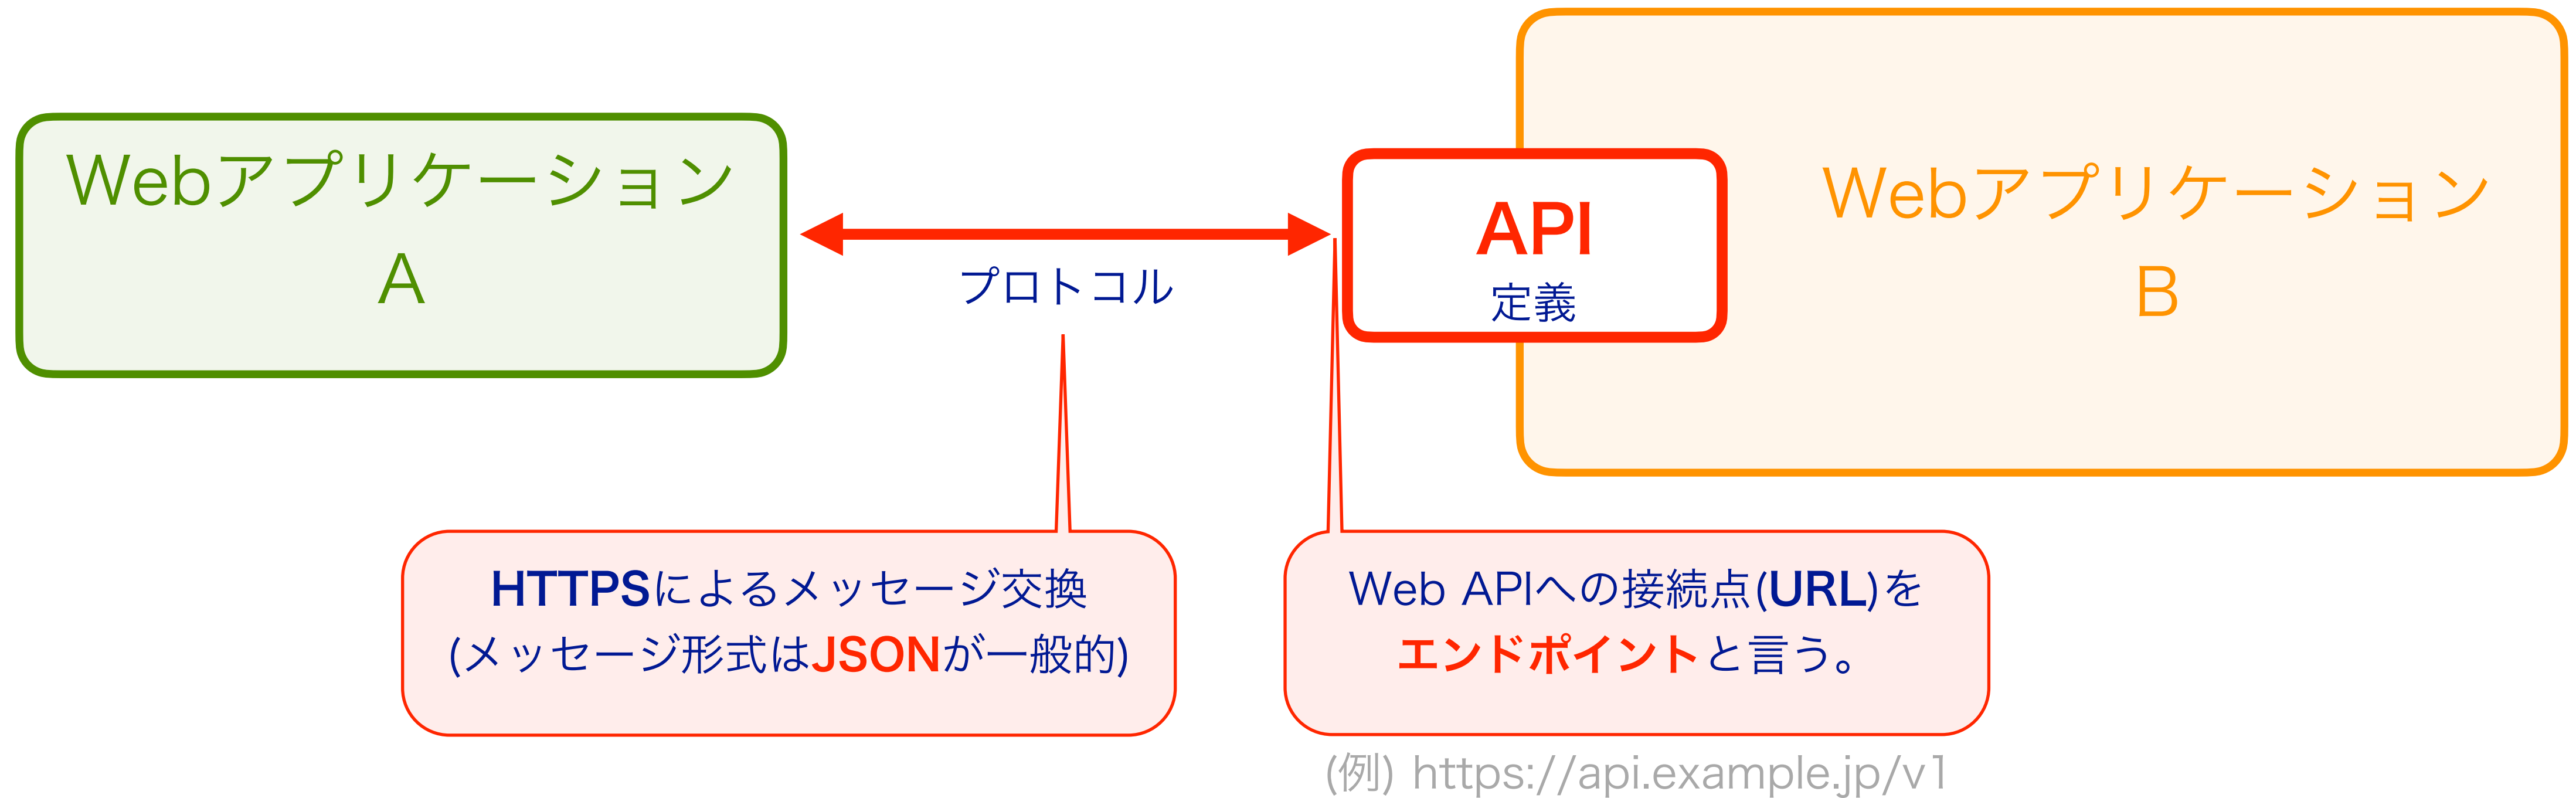 Webアプリケーション
A
プロトコル
API
定義
Webアプリケーション
B
HTTPSによるメッセージ交換
(メッセージ形式はJSONが一般的)
Web APIへの接続点(URL)を
エンドポイントと言う。
(例) https://api.example.jp/v1